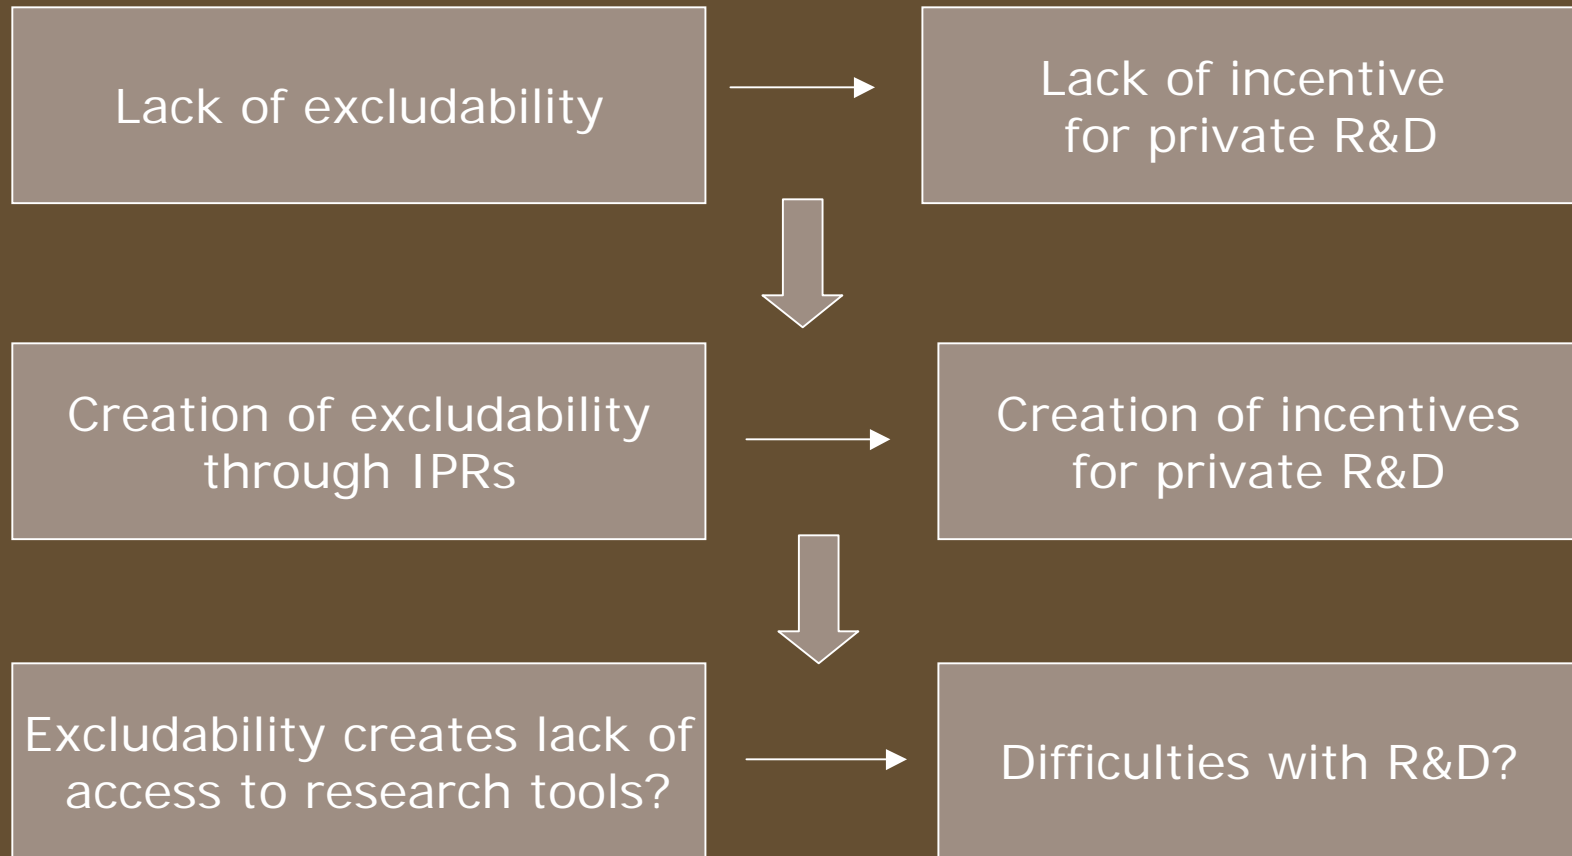 Lack of excludability
Lack of incentive
for private R&D
Creation of excludability
through IPRs
Creation of incentives
for private R&D
Excludability creates lack of
access to research tools?
Difficulties with R&D?